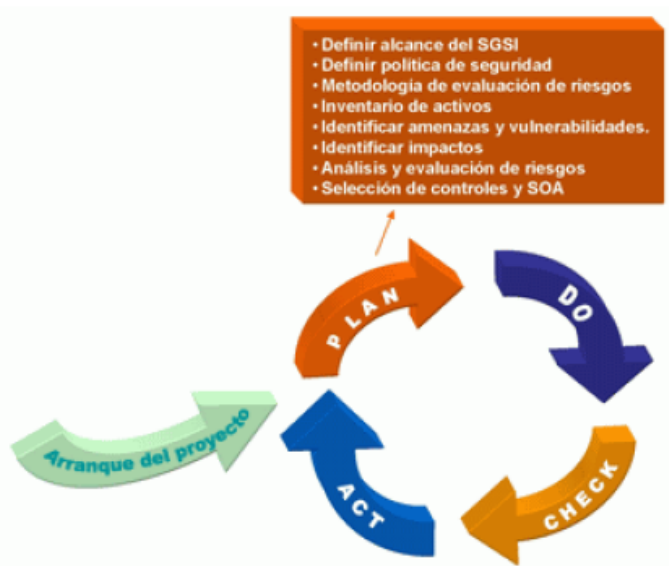 • Definir alcance del SGSI
• Definir política de seguridad
• Metodología de evaluación de riesgos
• Inventario de activos
• Identificar amenazas y vulnerabilidades.
• Identificar impactos
• Análisis y evaluación de riesgos
• Selección de controles y SOA
PLAN
DO
Arranque del proyecto
ACT
CHECK